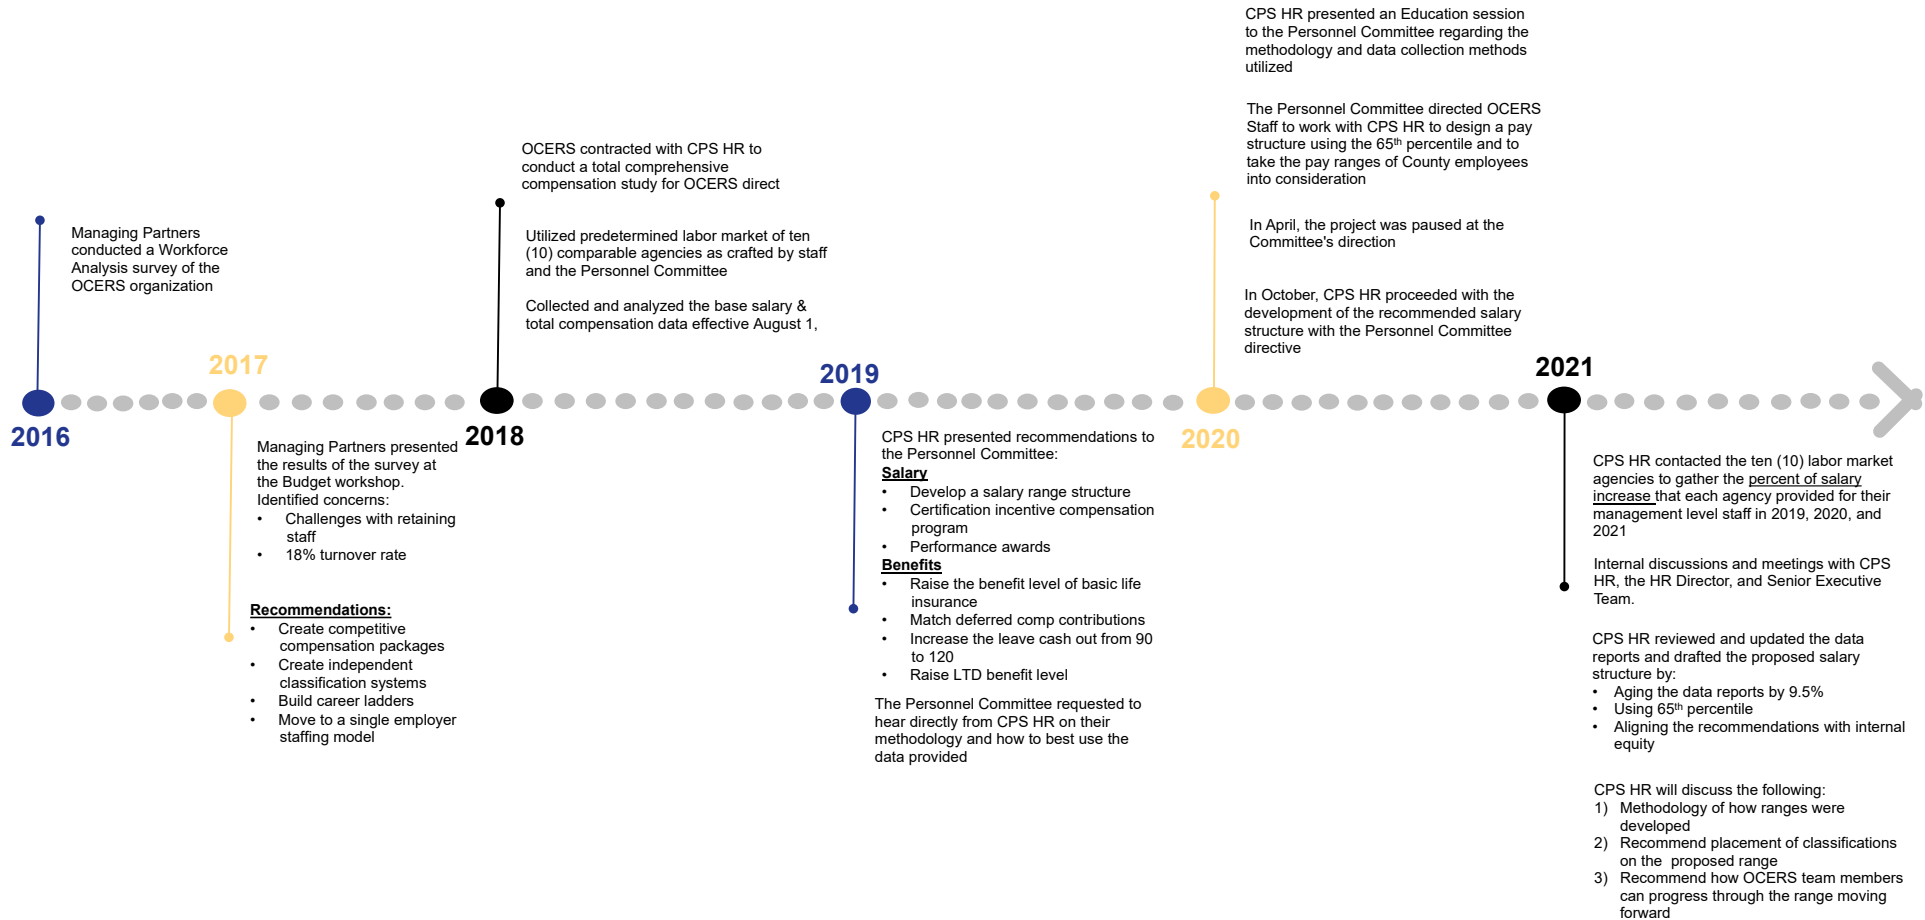 2016
Managing Partners
conducted a Workforce
Analysis survey of the
OCERS organization
2017
Managing Partners presented
the results of the survey at
the Budget workshop.
Identified concerns:
• Challenges with retaining
staff
• 18% turnover rate
Recommendations:
• Create competitive
compensation packages
• Create independent
classification systems
• Build career ladders
• Move to a single employer
staffing model
2018
OCERS contracted with CPS HR to
conduct a total comprehensive
compensation study for OCERS direct
Utilized predetermined labor market of ten
(10) comparable agencies as crafted by staff
and the Personnel Committee
Collected and analyzed the base salary &
total compensation data effective August 1,
2019
CPS HR presented recommendations to
the Personnel Committee:
Salary
• Develop a salary range structure
• Certification incentive compensation
program
• Performance awards
Benefits
• Raise the benefit level of basic life
insurance
• Match deferred comp contributions
• Increase the leave cash out from 90
to 120
• Raise LTD benefit level
The Personnel Committee requested to
hear directly from CPS HR on their
methodology and how to best use the
data provided
2020
CPS HR presented an Education session
to the Personnel Committee regarding the
methodology and data collection methods
utilized
The Personnel Committee directed OCERS
Staff to work with CPS HR to design a pay
structure using the 65th percentile and to
take the pay ranges of County employees
into consideration
In April, the project was paused at the
Committee's direction
In October, CPS HR proceeded with the
development of the recommended salary
structure with the Personnel Committee
directive
2021
CPS HR contacted the ten (10) labor market
agencies to gather the percent of salary
increase that each agency provided for their
management level staff in 2019, 2020, and
2021
Internal discussions and meetings with CPS
HR, the HR Director, and Senior Executive
Team.
CPS HR reviewed and updated the data
reports and drafted the proposed salary
structure by:
• Aging the data reports by 9.5%
• Using 65th percentile
• Aligning the recommendations with internal
equity
CPS HR will discuss the following:
1) Methodology of how ranges were
developed
2) Recommend placement of classifications
on the proposed range
3) Recommend how OCERS team members
can progress through the range moving
forward